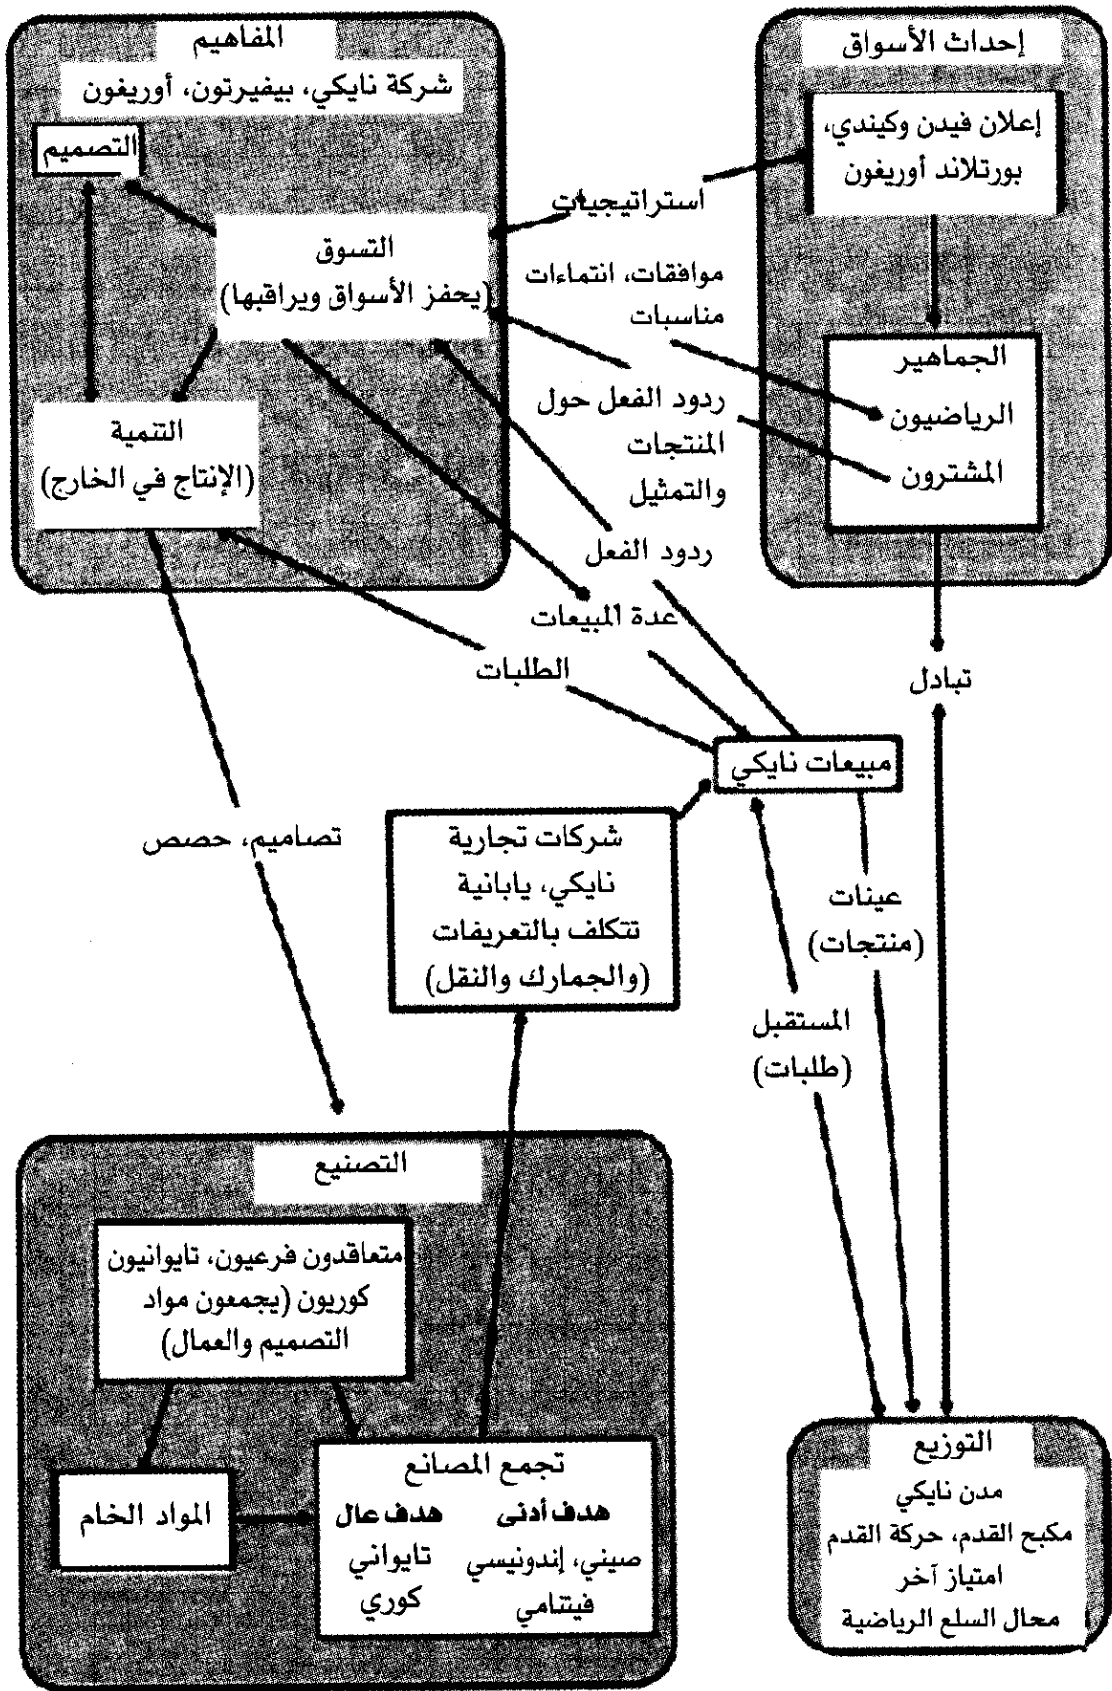 المفاهيم
شركة نايكي، بيفيرتون، أوريغون
التصميم
التسوق
(يحفز الأسواق ويراقبها)
التنمية
(الإنتاج في الخارج)
إحداث الأسواق
إعلان فيدن وكيندي،
بورتلاند أوريغون
الجماهير
الرياضيون
المشترون
استراتيجيات
موافقات، انتماءات
مناسبات
ردود الفعل حول
المنتجات
والتمثيل
ردود الفعل
عدة المبيعات
الطلبات
تبادل
مبيعات نايكي
تصاميم، حصص
شركات تجارية
نايكي، يابانية
تتكلف بالتعريفات
(والجمارك والنقل)
عينات
(منتجات)
المستقبل
(طلبات)
التصنيع
متعاقدون فرعيون، تايوانيون
كوريون (يجمعون مواد
التصميم والعمال)
المواد الخام
تجمع المصانع
هدف أدنى هدف عال
صيني، إندونيسي تايواني
فيتنامي كوري
التوزيع
مدن نايكي
مكبح القدم، حركة القدم
امتياز آخر
محال السلع الرياضية